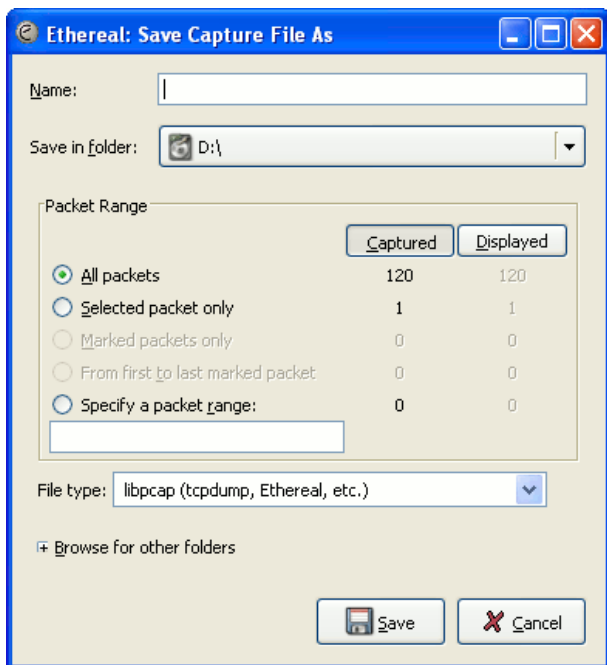 Ethereal: Save Capture File As
Name:
Save in folder: D:\
Packet Range
Captured Displayed
All packets 120 120
Selected packet only 1 1
Marked packets only 0 0
From first to last marked packet 0 0
Specify a packet range: 0 0
File type: libpcap (tcpdump, Ethereal, etc.)
Browse for other folders
Save Cancel